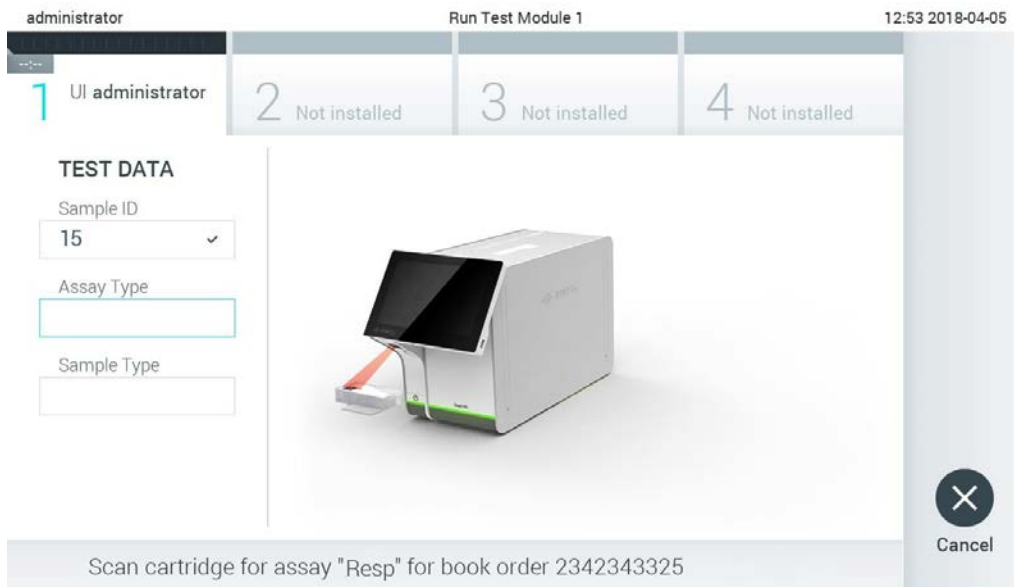 administrator Run Test Module 1 12:53 2018-04-05
--:--
1 UI administrator 2 Not installed 3 Not installed 4 Not installed
TEST DATA
Sample ID
15
Assay Type
Sample Type
Cancel
Scan cartridge for assay "Resp" for book order 2342343325